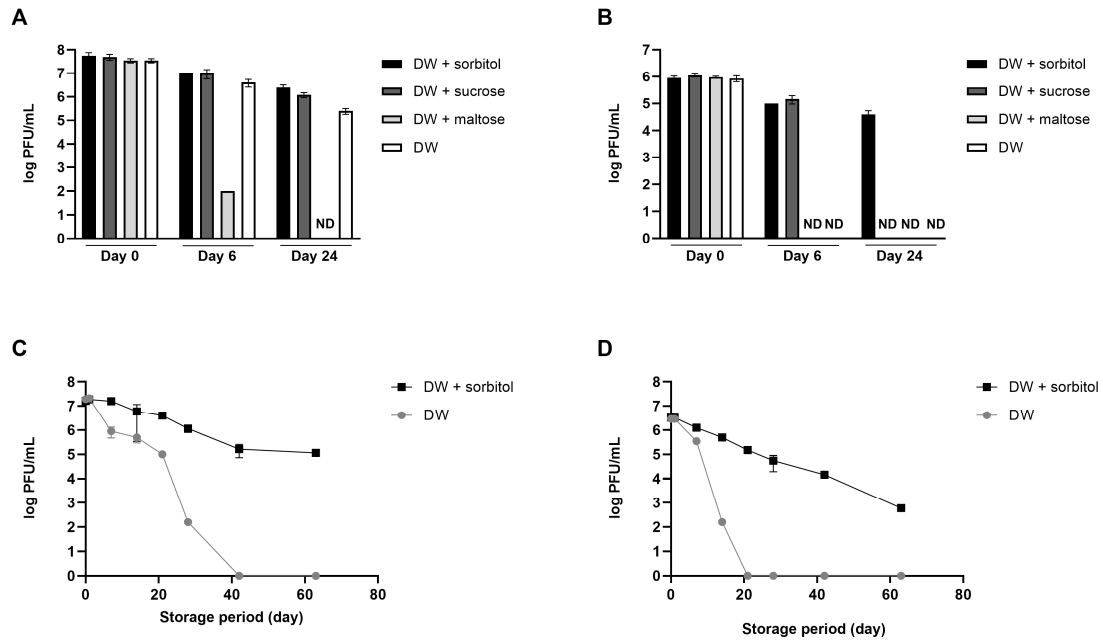 A
log PFU/mL
8
7
6
5
4
3
2
1
0
ND
Day 0
Day 6
Day 24
DW + sorbitol
DW + sucrose
DW + maltose
DW
B
log PFU/mL
7
6
5
4
3
2
1
0
ND ND
ND ND ND
Day 0
Day 6
Day 24
DW + sorbitol
DW + sucrose
DW + maltose
DW
C
log PFU/mL
8
7
6
5
4
3
2
1
0
0 20 40 60 80
Storage period (day)
DW + sorbitol
DW
D
log PFU/mL
8
7
6
5
4
3
2
1
0
0 20 40 60 80
Storage period (day)
DW + sorbitol
DW